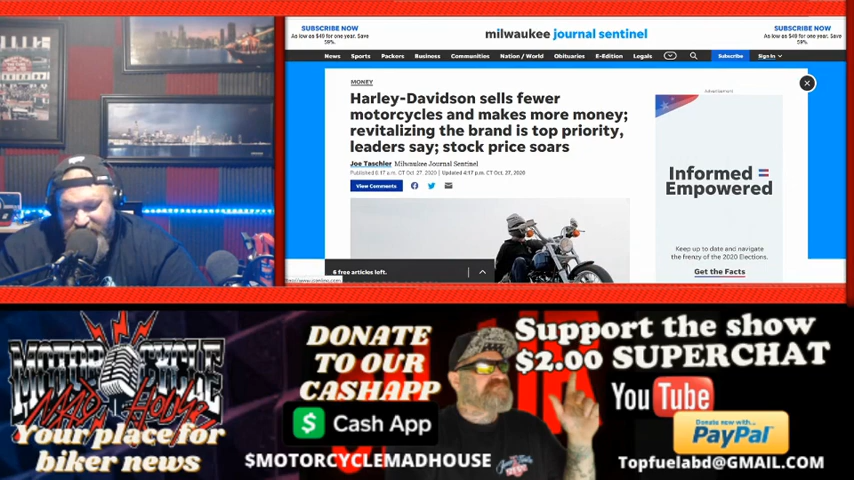 SUBSCRIBE NOW
As low as $40 for one year. Save
59%.
milwaukee journal sentinel
SUBSCRIBE NOW
As low as $40 for one year. Save
59%.
News Sports Packers Business Communities Nation / World Obituaries E-Edition Legals Subscribe Sign In
MONEY
Harley-Davidson sells fewer
motorcycles and makes more money;
revitalizing the brand is top priority,
leaders say; stock price soars
Joe Taschler Milwaukee Journal Sentinel
Published 6:17 a.m. CT Oct. 27, 2020 | Updated 4:17 p.m. CT Oct. 27, 2020
View Comments
6 free articles left.
Advertisement
Informed
Empowered
Keep up to date and navigate
the frenzy of the 2020 Elections.
Get the Facts
MOTORCYCLE
MAD HOUSE
Your place for
biker news
DONATE
TO OUR
CASHAPP
$ Cash App
$MOTORCYCLEMADHOUSE
Support the show
$2.00 SUPERCHAT
YouTube
Donate now with...
PayPal
Topfuelabd@GMAIL.COM